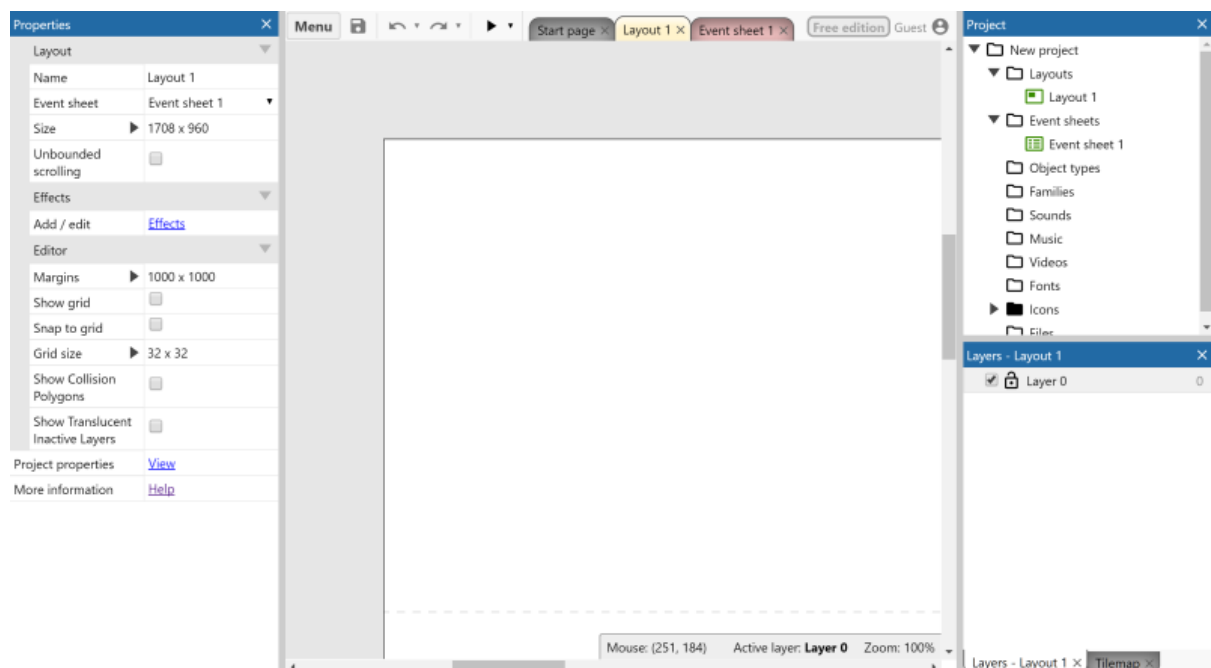 Properties
Layout
Name Layout 1
Event sheet Event sheet 1
Size 1708 x 960
Unbounded
scrolling
Effects
Add / edit Effects
Editor
Margins 1000 x 1000
Show grid
Snap to grid
Grid size 32 x 32
Show Collision
Polygons
Show Translucent
Inactive Layers
Project properties View
More information Help
Menu
Start page Layout 1 Event sheet 1 Free edition Guest
Mouse: (251, 184) Active layer: Layer 0 Zoom: 100%
Project
New project
Layouts
Layout 1
Event sheets
Event sheet 1
Object types
Families
Sounds
Music
Videos
Fonts
Icons
Files
Layers - Layout 1
Layer 0 0
Layers - Layout 1 Tilemap